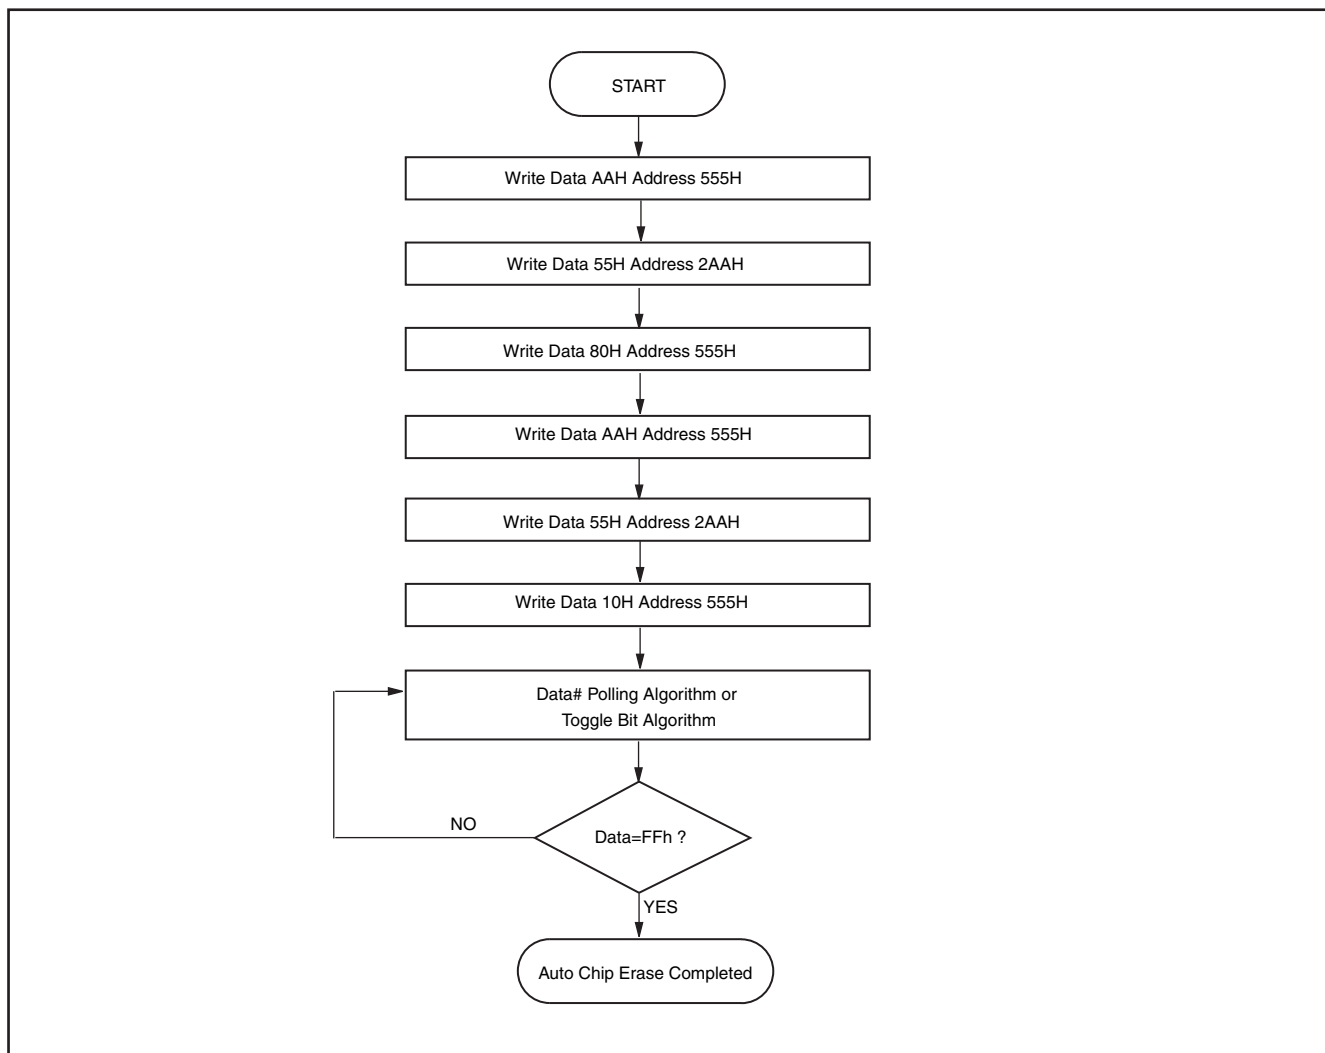 START
Write Data AAH Address 555H
Write Data 55H Address 2AAH
Write Data 80H Address 555H
Write Data AAH Address 555H
Write Data 55H Address 2AAH
Write Data 10H Address 555H
Data# Polling Algorithm or
Toggle Bit Algorithm
NO
Data=FFh ?
YES
Auto Chip Erase Completed